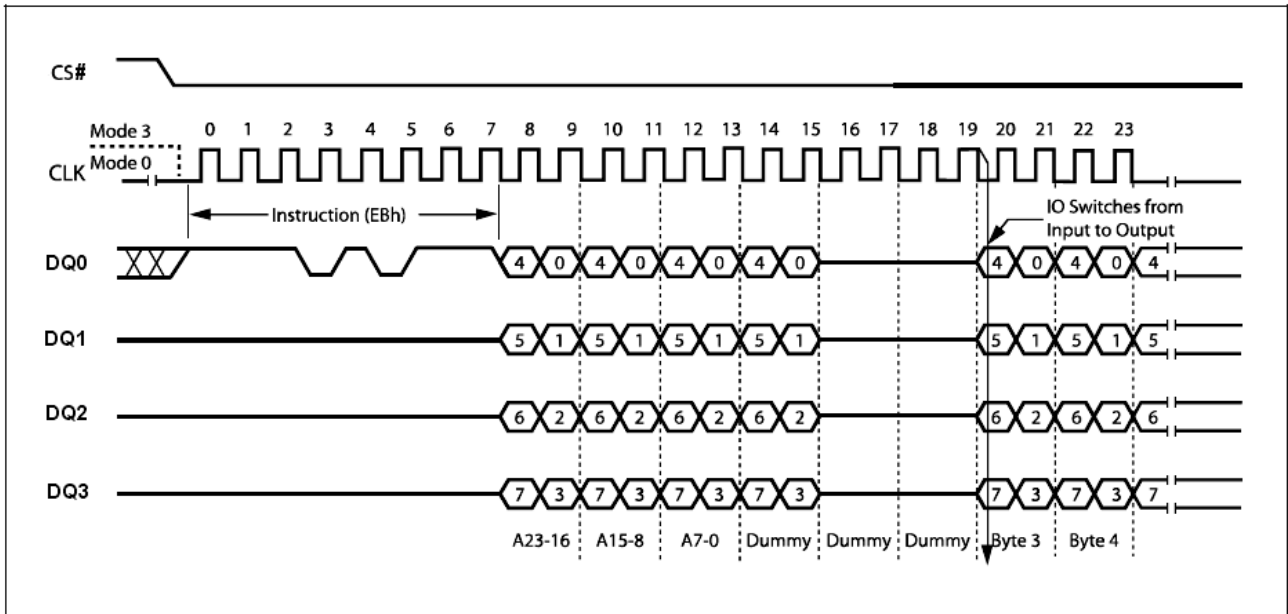 CS#
Mode 3
0 1 2 3 4 5 6 7 8 9 10 11 12 13 14 15 16 17 18 19 20 21 22 23
CLK Mode 0
Instruction (EBh)
IO Switches from
Input to Output
DQ0 4 0 4 0 4 0 4 0 4 0 4 0 4
DQ1 5 1 5 1 5 1 5 1 5 1 5 1 5
DQ2 6 2 6 2 6 2 6 2 6 2 6 2 6
DQ3 7 3 7 3 7 3 7 3 7 3 7 3 7
A23-16 A15-8 A7-0 Dummy Dummy Dummy Byte 3 Byte 4